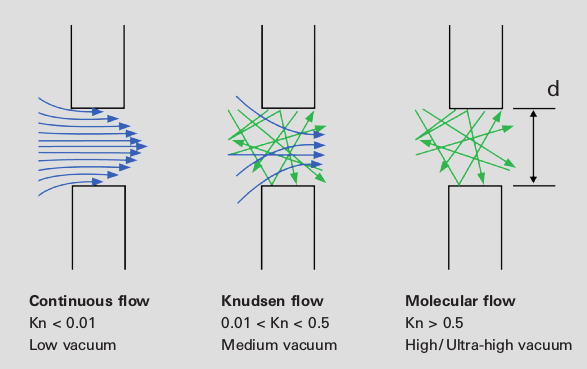 d
Continuous flow
Kn < 0.01
Low vacuum
Knudsen flow
0.01 < Kn < 0.5
Medium vacuum
Molecular flow
Kn > 0.5
High/Ultra-high vacuum